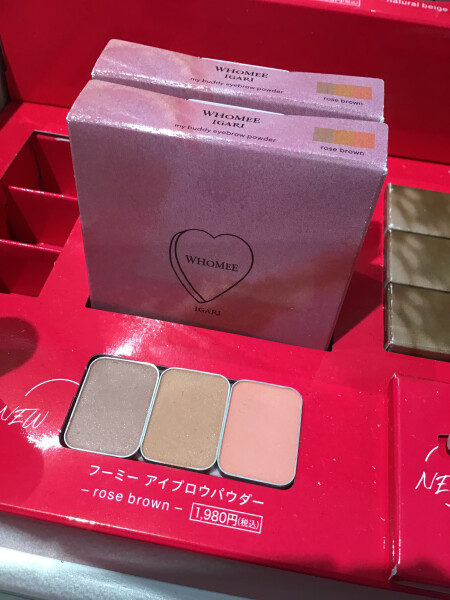 natural beige
WHOMEE
IGARI
my buddy eyebrow powder
rose brown
WHOMEE
IGARI
my buddy eyebrow powder
rose brown
WHOMEE
IGARI
NEW
フーミー アイブロウパウダー
– rose brown –
1,980円(税込)
NE